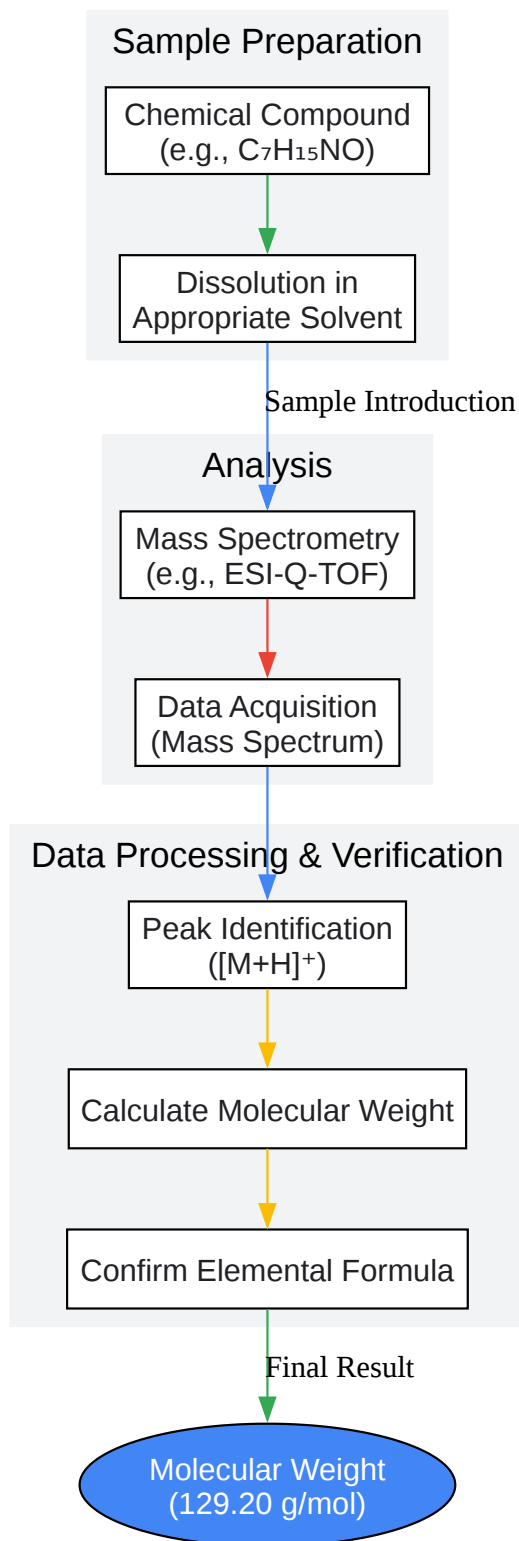 Sample Preparation
Chemical Compound
(e.g., C₇H₁₅NO)
Dissolution in
Appropriate Solvent
Sample Introduction
Analysis
Mass Spectrometry
(e.g., ESI-Q-TOF)
Data Acquisition
(Mass Spectrum)
Data Processing & Verification
Peak Identification
([M+H]⁺)
Calculate Molecular Weight
Confirm Elemental Formula
Final Result
Molecular Weight
(129.20 g/mol)